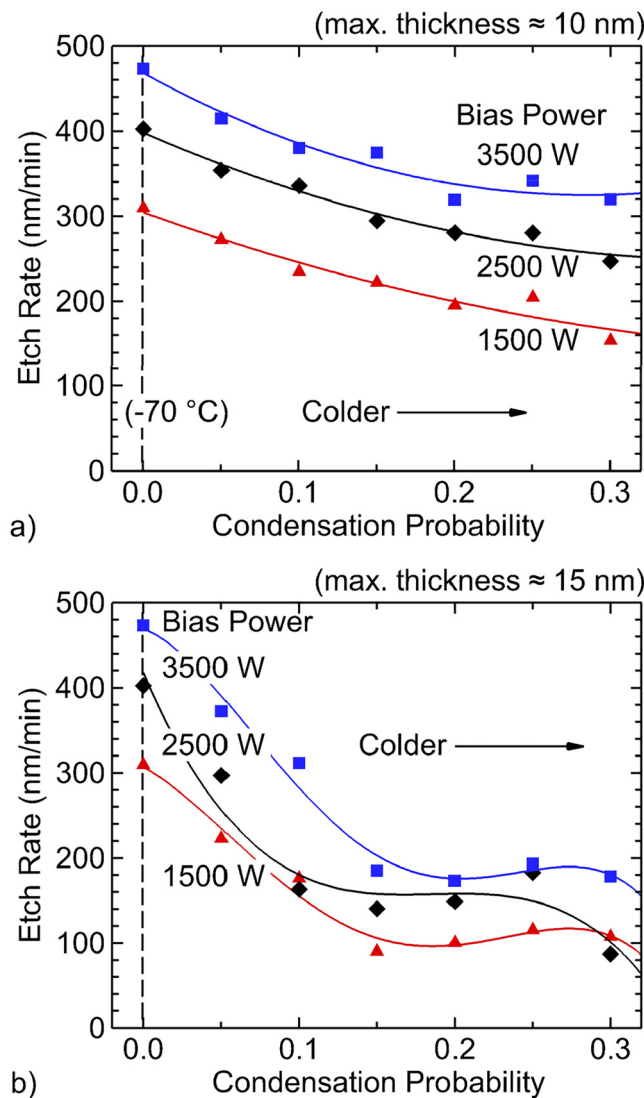 (max. thickness ≈ 10 nm)
500
400
300
200
100
0
Etch Rate (nm/min)
Bias Power
3500 W
2500 W
1500 W
(-70 °C)
Colder
0.0
0.1
0.2
0.3
a)
Condensation Probability
(max. thickness ≈ 15 nm)
500
400
300
200
100
0
Etch Rate (nm/min)
Bias Power
3500 W
2500 W
Colder
1500 W
0.0
0.1
0.2
0.3
b)
Condensation Probability